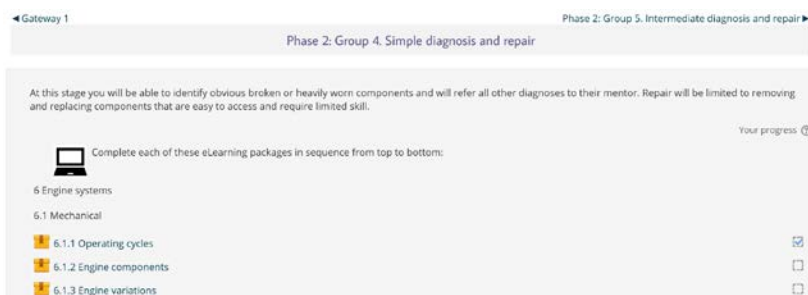 ◄ Gateway 1
Phase 2: Group 5. Intermediate diagnosis and repair ►
Phase 2: Group 4. Simple diagnosis and repair
At this stage you will be able to identify obvious broken or heavily worn components and will refer all other diagnoses to their mentor. Repair will be limited to removing
and replacing components that are easy to access and require limited skill.
Your progress
Complete each of these eLearning packages in sequence from top to bottom:
6 Engine systems
6.1 Mechanical
6.1.1 Operating cycles
6.1.2 Engine components
6.1.3 Engine variations